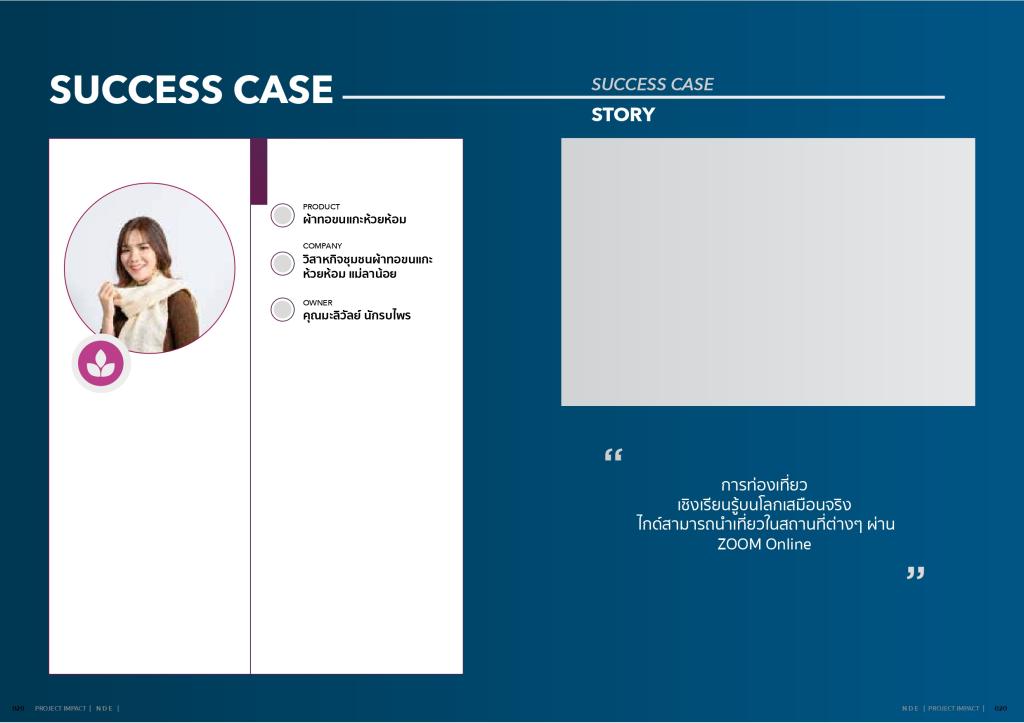 SUCCESS CASE
PRODUCT
ผ้าทอขนแกะห้วยห้อม
COMPANY
วิสาหกิจชุมชนผ้าทอขนแกะ
ห้วยห้อม แม่ลาน้อย
OWNER
คุณมะลิวัลย์ นักรบไพร
020 PROJECT IMPACT | NDE |
SUCCESS CASE
STORY
“
การท่องเที่ยว
เชิงเรียนรู้บนโลกเสมือนจริง
ไกด์สามารถนำเที่ยวในสถานที่ต่างๆ ผ่าน
ZOOM Online
”
NDE | PROJECT IMPACT | 020